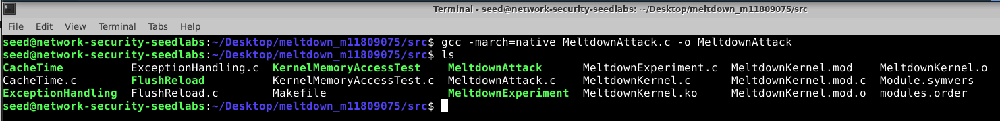 Terminal - seed@network-security-seedlabs: ~/Desktop/meltdown_m11809075/src
File Edit View Terminal Tabs Help
seed@network-security-seedlabs:~/Desktop/meltdown_m11809075/src$ gcc -march=native MeltdownAttack.c -o MeltdownAttack
seed@network-security-seedlabs:~/Desktop/meltdown_m11809075/src$ ls
CacheTime ExceptionHandling.c KernelMemoryAccessTest MeltdownAttack MeltdownExperiment.c MeltdownKernel.mod MeltdownKernel.o
CacheTime.c FlushReload KernelMemoryAccessTest.c MeltdownAttack.c MeltdownKernel.c MeltdownKernel.mod.c Module.symvers
ExceptionHandling FlushReload.c Makefile MeltdownExperiment MeltdownKernel.ko MeltdownKernel.mod.o modules.order
seed@network-security-seedlabs:~/Desktop/meltdown_m11809075/src$